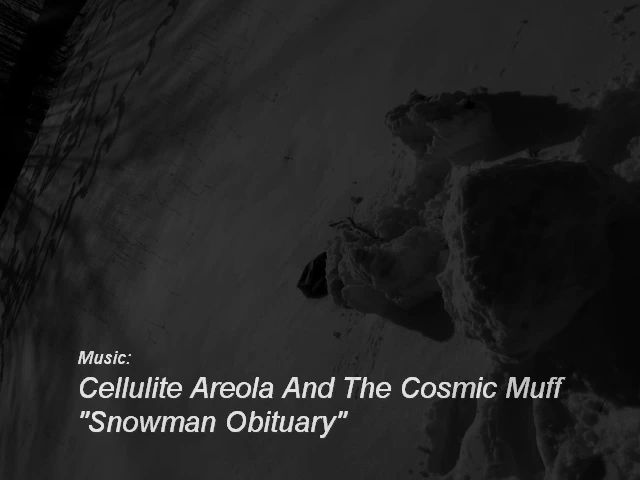 Music:
Cellulite Areola And The Cosmic Muff
"Snowman Obituary"